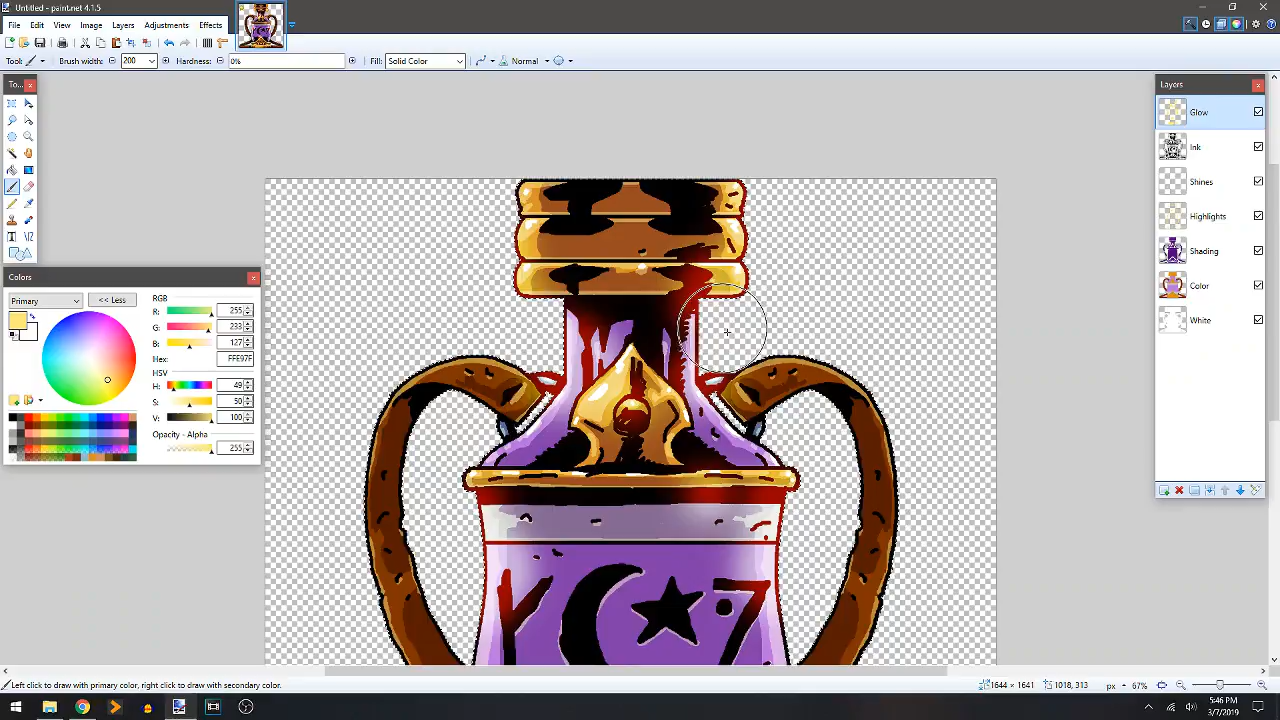 Untitled - paint.net 4.1.5
File Edit View Image Layers Adjustments Effects
Tool: Brush width: 200 Hardness: 0% Fill: Solid Color Normal
To...
Layers
Glow
Ink
Shines
Highlights
Shading
Color
White
Colors
Primary << Less RGB
R: 255
G: 233
B: 127
Hex: FFE97F
HSV
H: 49
S: 50
V: 100
Opacity - Alpha
255
Left click to draw with primary color, right click to draw with secondary color. 1644 × 1641 1018, 313 px 67%
5:46 PM
3/7/2019